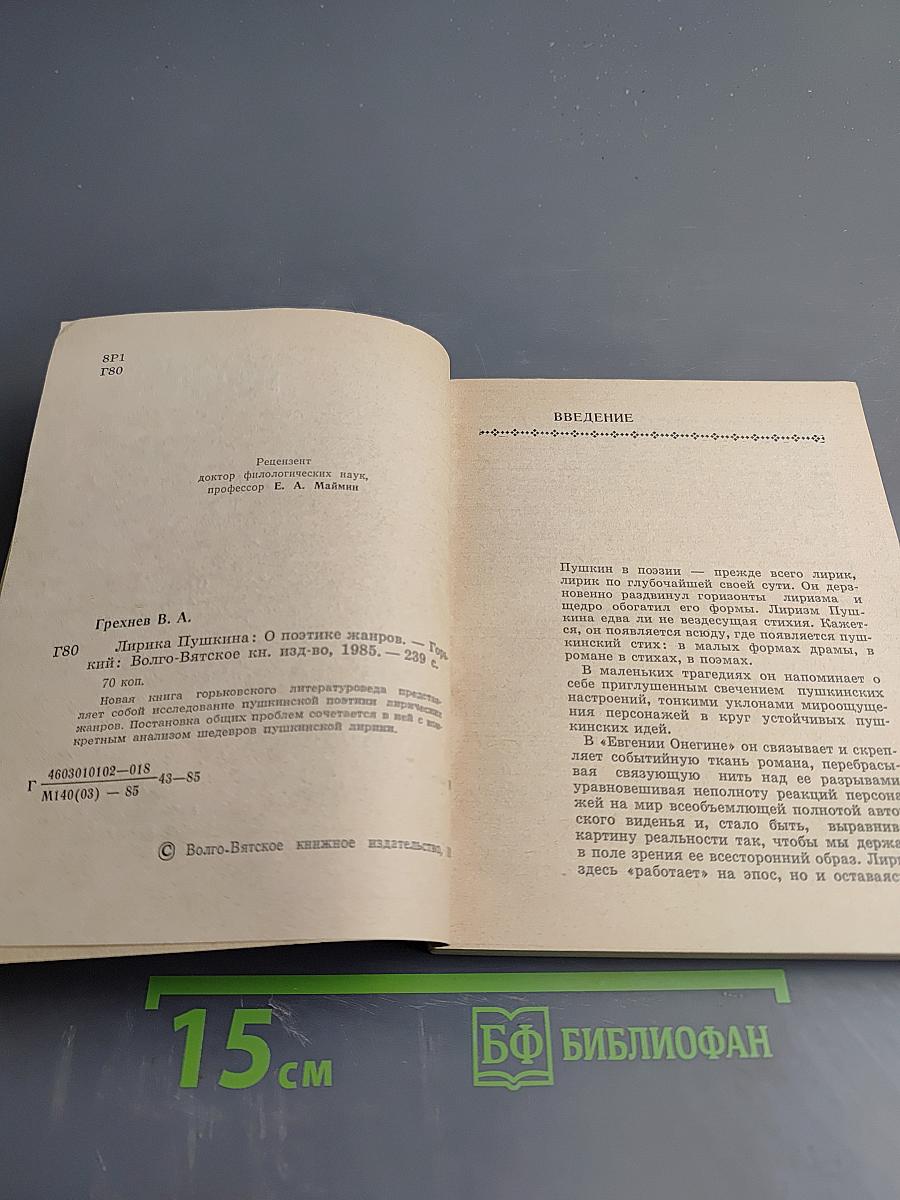 8Р1
Г80
Рецензент
доктор филологических наук,
профессор Е. А. Маймин
Грехнев В. А.
Г80
Лирика Пушкина: О поэтике жанров. — Горь-
кий: Волго-Вятское кн. изд-во, 1985. — 239 с.
70 коп.
Новая книга горьковского литературоведа представ-
ляет собой исследование пушкинской поэтики лирических
жанров. Постановка общих проблем сочетается в ней с кон-
кретным анализом шедевров пушкинской лирики.
Г 4603010102—018
М140(03) — 85
43—85
© Волго-Вятское книжное издательство,
ВВЕДЕНИЕ
Пушкин в поэзии — прежде всего лирик,
лирик по глубочайшей своей сути. Он дерз-
новенно раздвинул горизонты лиризма и
щедро обогатил его формы. Лиризм Пуш-
кина едва ли не вездесущая стихия. Кажет-
ся, он появляется всюду, где появляется пуш-
кинский стих: в малых формах драмы, в
романе в стихах, в поэмах.
В маленьких трагедиях он напоминает о
себе приглушенным свечением пушкинских
настроений, тонкими уклонами мироощуще-
ния персонажей в круг устойчивых пуш-
кинских идей.
В «Евгении Онегине» он связывает и скреп-
ляет событийную ткань романа, перебрасы-
вая связующую нить над ее разрывами
уравновешивая неполноту реакций персона
жей на мир всеобъемлющей полнотой авто
ского виденья и, стало быть, выравнив
картину реальности так, чтобы мы держа
в поле зрения ее всесторонний образ. Лири
здесь «работает» на эпос, но и оставаяс
15 см
БФ БИБЛИОФАН